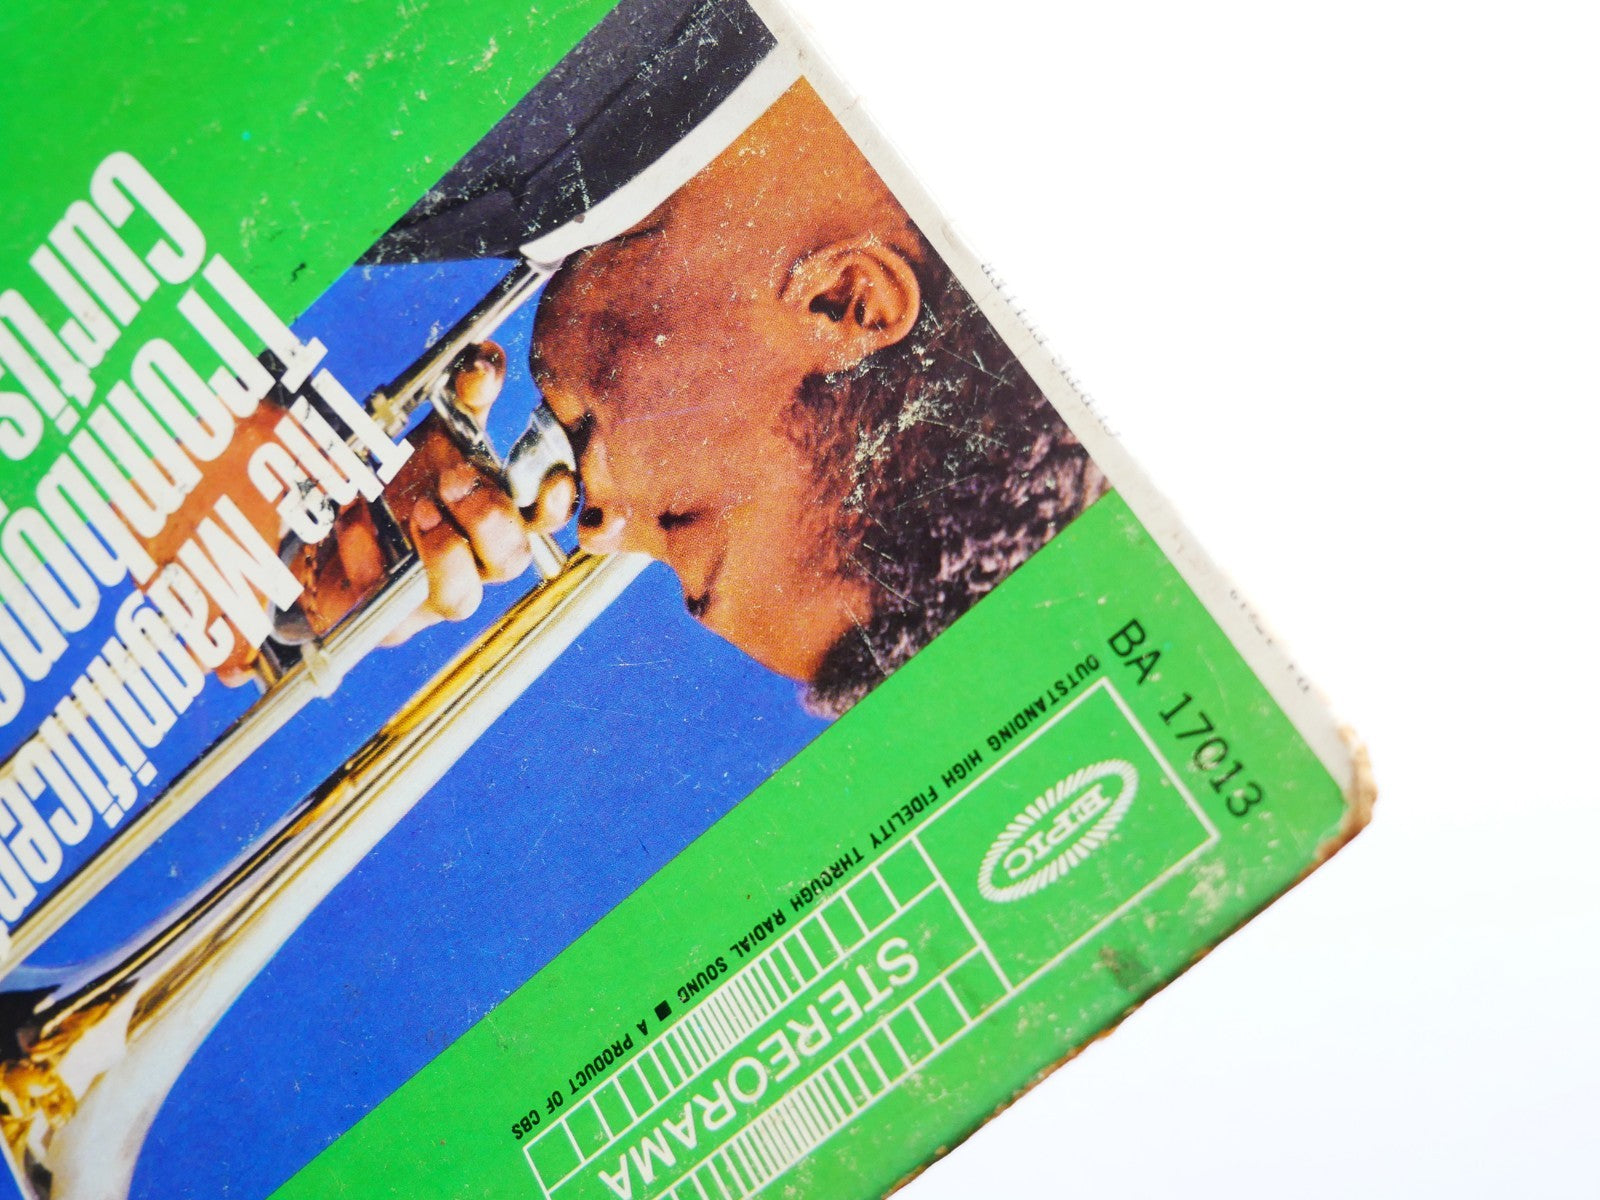 BA 17013
OUTSTANDING HIGH FIDELITY THROUGH RADIAL SOUND ■ A PRODUCT OF CBS
EPIC
STEREORAMA
The Magnificent
Trombone
Curtis